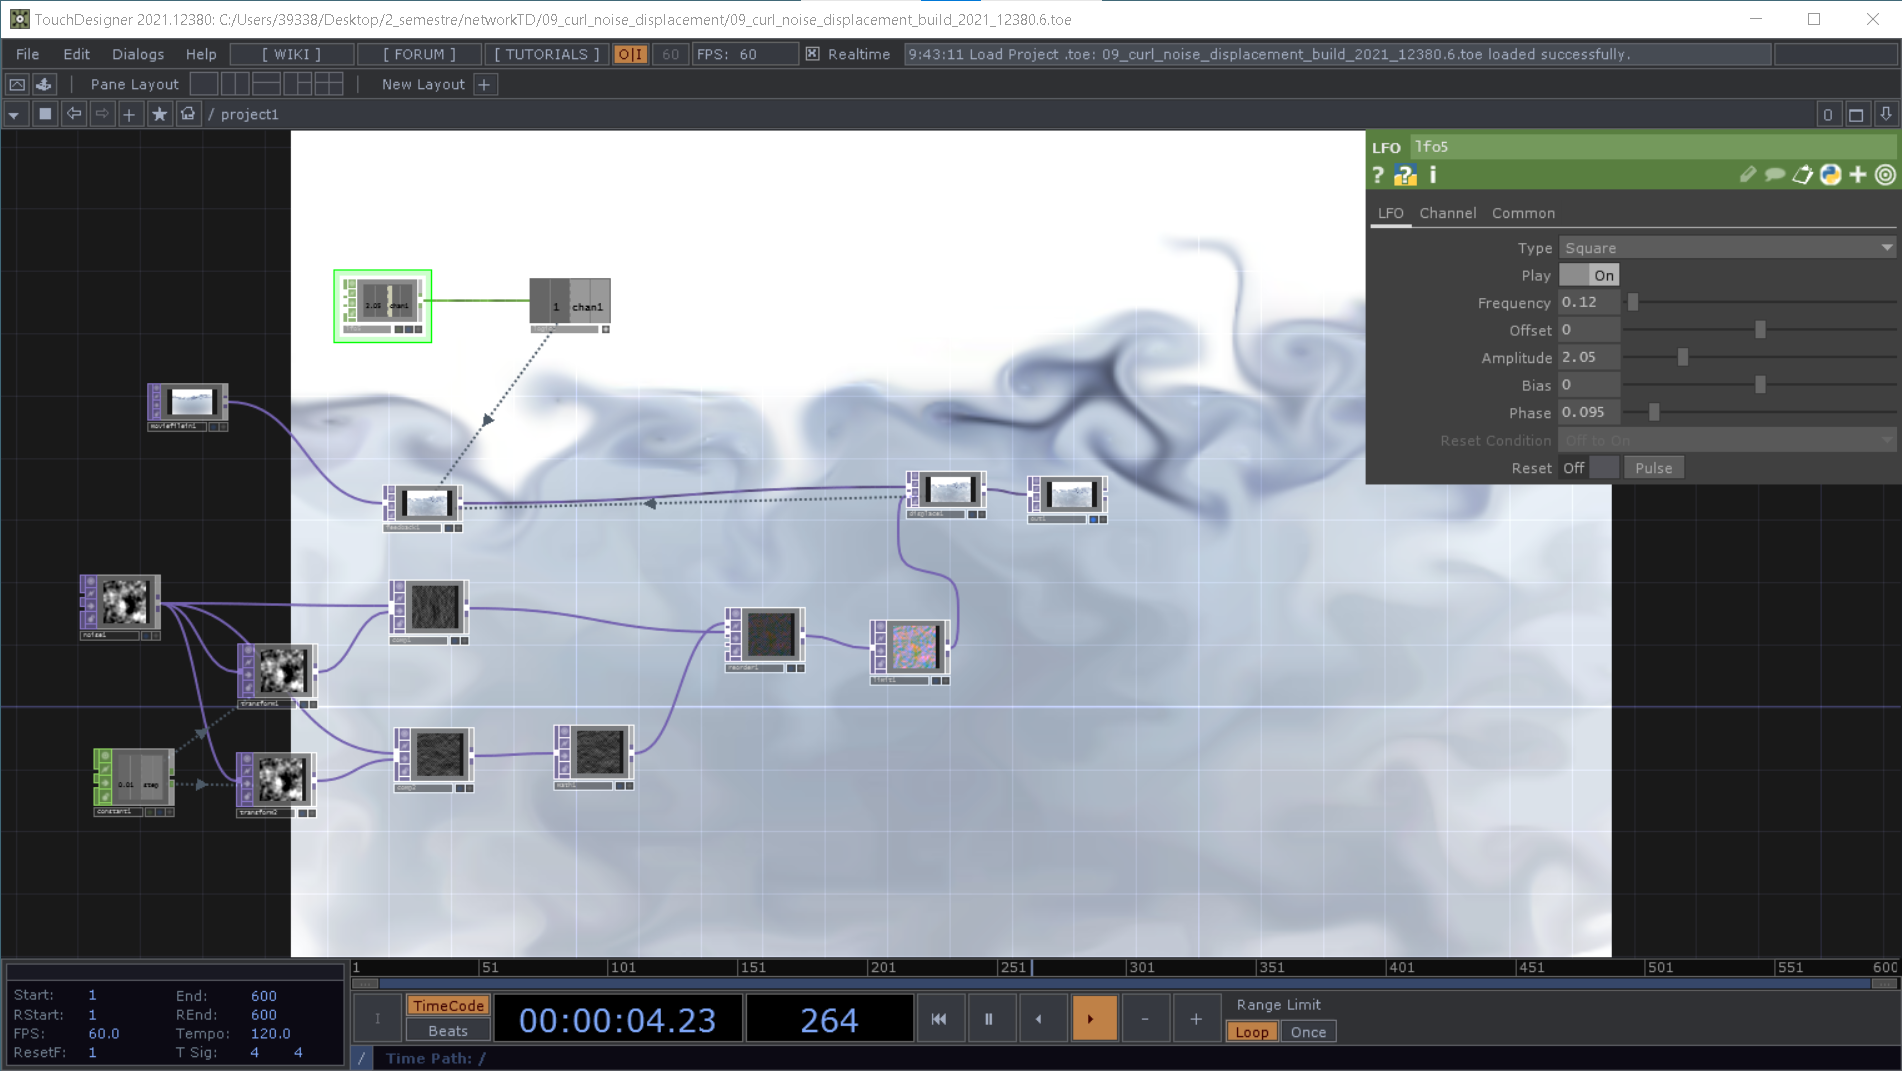 TouchDesigner 2021.12380: C:/Users/39338/Desktop/2_semestre/networkTD/09_curl_noise_displacement/09_curl_noise_displacement_build_2021_12380.6.toe
File Edit Dialogs Help [ WIKI ] [ FORUM ] [ TUTORIALS ] O|I 60 FPS: 60 Realtime 9:43:11 Load Project .toe: 09_curl_noise_displacement_build_2021_12380.6.toe loaded successfully.
Pane Layout New Layout +
/ project1 0
LFO lfo5
? ? i
LFO Channel Common
Type Square
Play On
Frequency 0.12
Offset 0
Amplitude 2.05
Bias 0
Phase 0.095
Reset Condition Off to On
Reset Off Pulse
2.05 chan1
1 chan1
moviefilein1
feedback1
displace1
out1
noise1
comp1
transform1
reorder1
limit1
0.01 step
constant1
transform2
comp2
math1
1 51 101 151 201 251 301 351 401 451 501 551 600
Start: 1 End: 600
RStart: 1 REnd: 600
FPS: 60.0 Tempo: 120.0
ResetF: 1 T Sig: 4 4
I TimeCode Beats 00:00:04.23 264 - + Range Limit Loop Once
/ Time Path: /